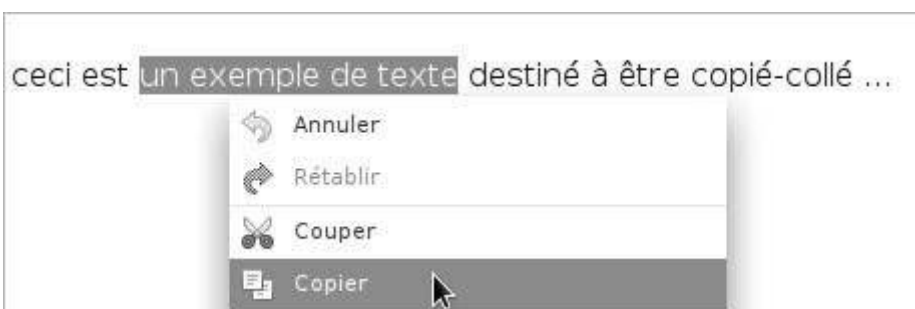 ceci est un exemple de texte destiné à être copié-collé ...
Annuler
Rétablir
Couper
Copier